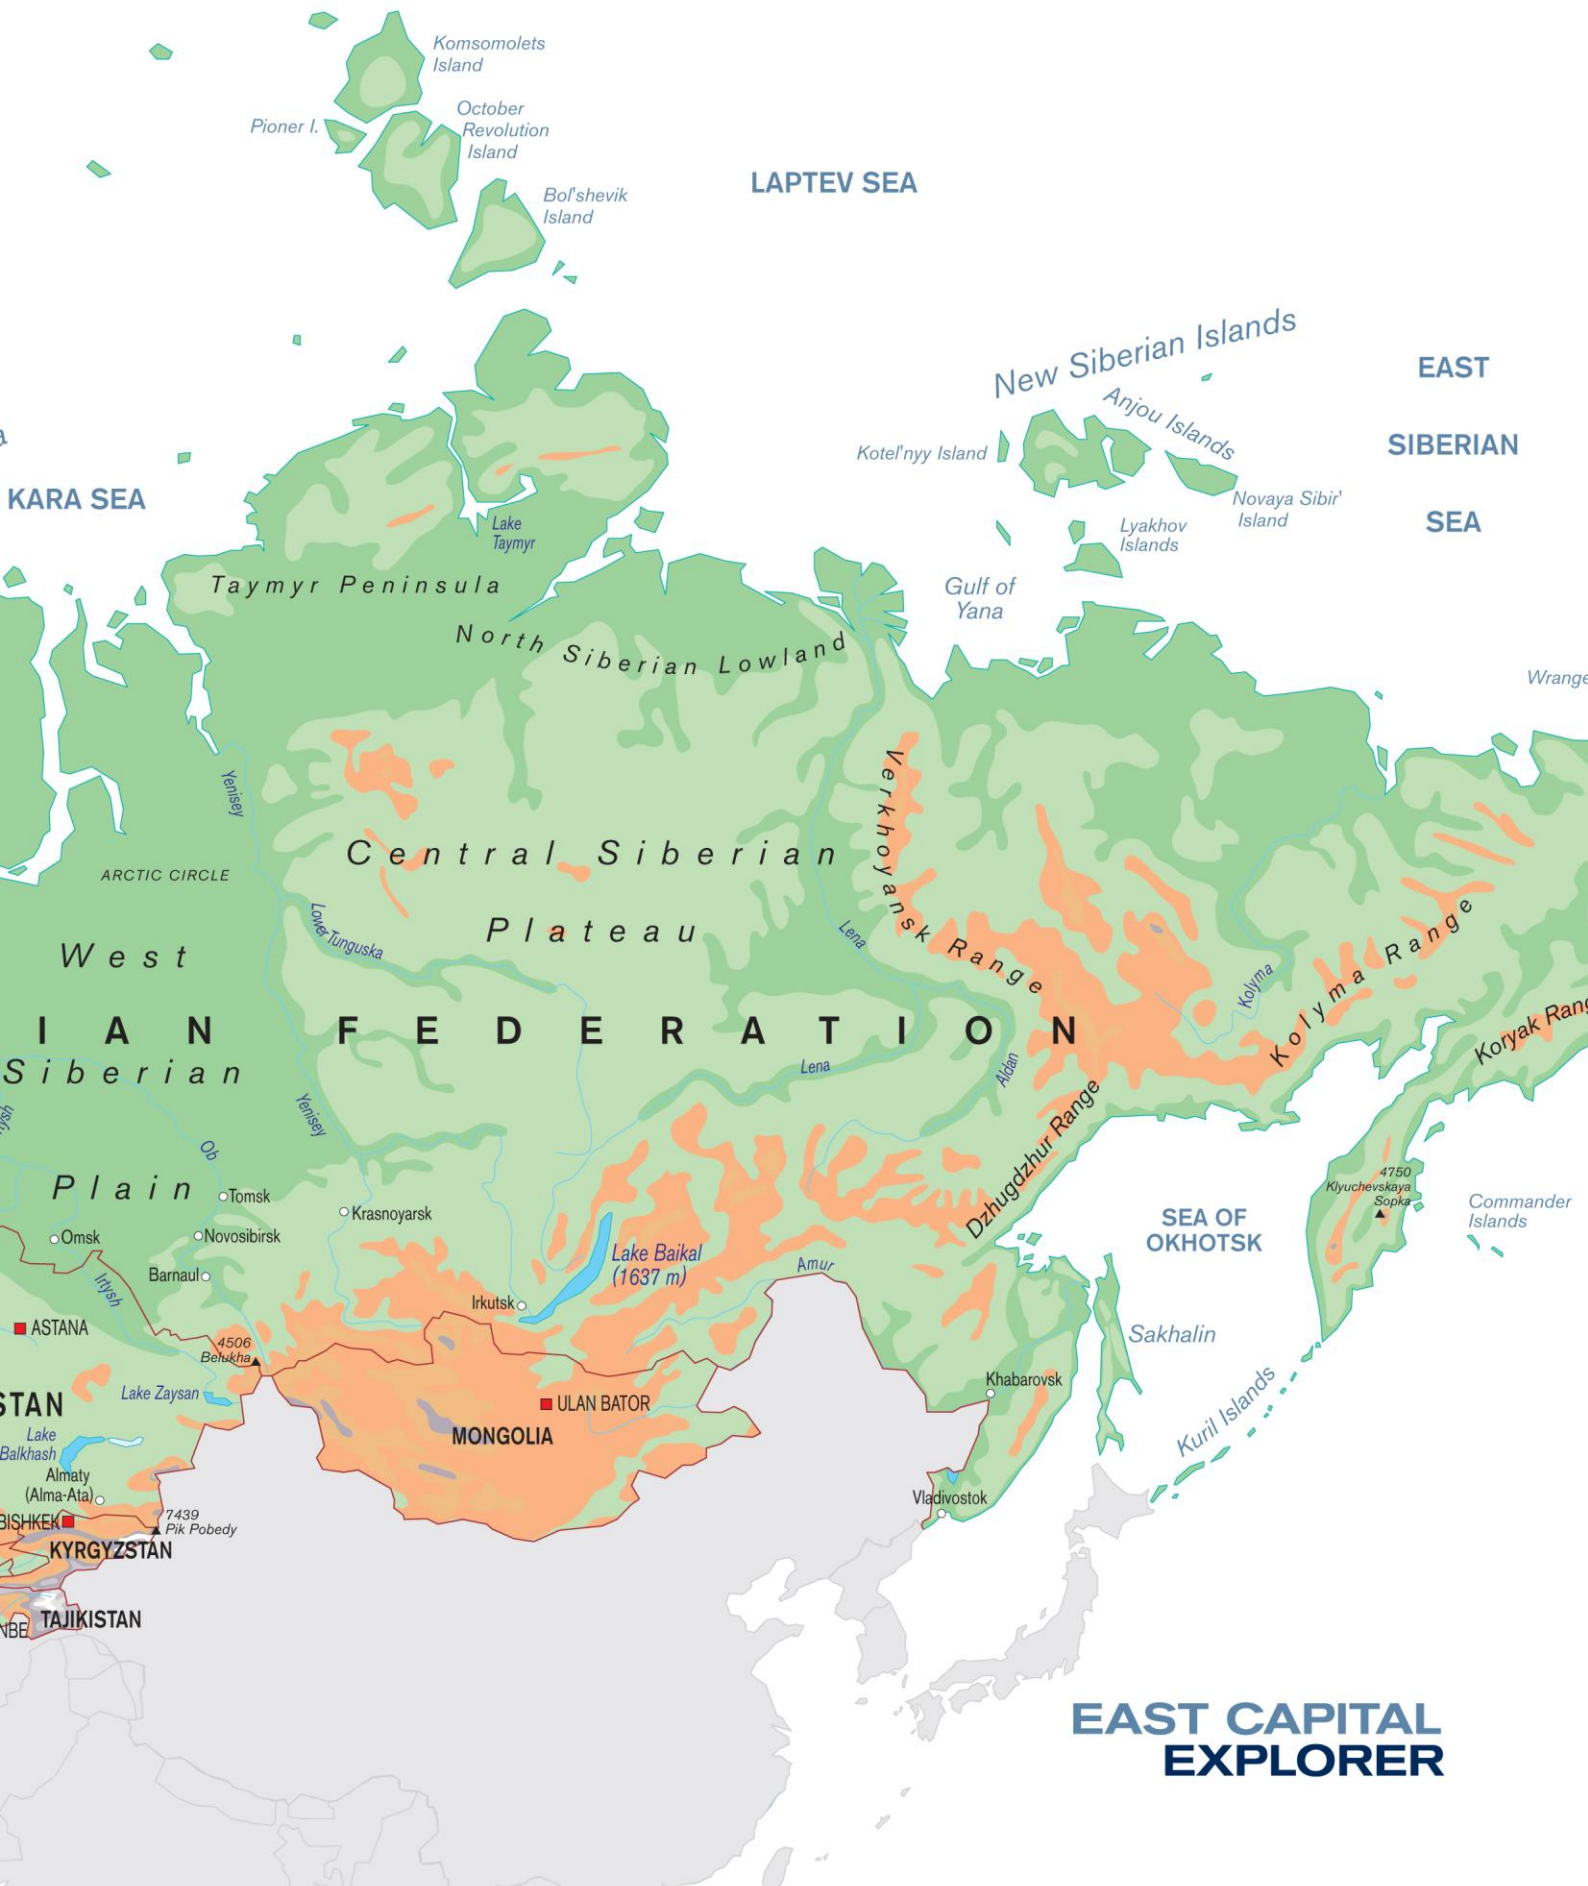 Komsomolets
Island
October
Revolution
Island
Pioner I.
Bol'shevik
Island
LAPTEV SEA
New Siberian Islands
EAST
SIBERIAN
SEA
Anjou Islands
Kotel'nyy Island
Novaya Sibir'
Island
Lyakhov
Islands
KARA SEA
Lake
Taymyr
Taymyr Peninsula
Gulf of
Yana
North Siberian Lowland
Wrange
Yenisey
Verkhoyansk Range
Central Siberian
Plateau
ARCTIC CIRCLE
Lower Tunguska
Lena
West
Siberian
Plain
Kolyma
Kolyma Range
Koryak Rang
IAN FEDERATION
Lena
Aldan
Yenisey
Ob
Dzhugdzhur Range
4750
Klyuchevskaya
Sopka
Commander
Islands
SEA OF
OKHOTSK
Tomsk
Krasnoyarsk
Omsk
Novosibirsk
Barnaul
Irtysh
Lake Baikal
(1637 m)
Amur
Irkutsk
ASTANA
4506
Belukha
Sakhalin
Lake Zaysan
Khabarovsk
Kuril Islands
STAN
ULAN BATOR
MONGOLIA
Lake
Balkhash
Almaty
(Alma-Ata)
Vladivostok
BISHKEK
7439
Pik Pobedy
KYRGYZSTAN
TAJIKISTAN
NBE
EAST CAPITAL
EXPLORER